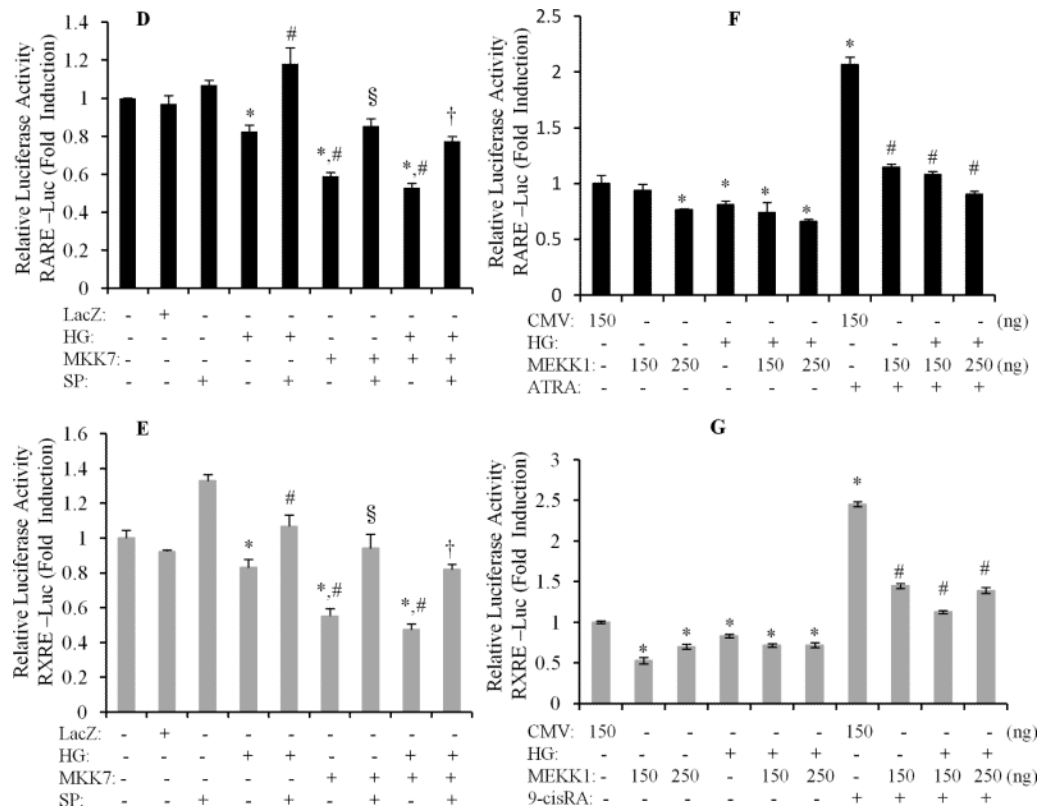 D
Relative Luciferase Activity
RARE –Luc (Fold Induction)
1.4
1.2
1
0.8
0.6
0.4
0.2
0
* # *,# § *,# †
LacZ: - + - - - - - - -
HG: - - - + + - - + +
MKK7: - - - - - + + + +
SP: - - + - + - + - +
F
Relative Luciferase Activity
RARE –Luc (Fold Induction)
2.5
2
1.5
1
0.5
0
* * * * * # # #
CMV: 150 - - - - - 150 - - - (ng)
HG: - - - + + + - - + +
MEKK1: - 150 250 - 150 250 - 150 150 250 (ng)
ATRA: - - - - - - + + + +
E
Relative Luciferase Activity
RXRE –Luc (Fold Induction)
1.6
1.4
1.2
1
0.8
0.6
0.4
0.2
0
* # *,# § *,# †
LacZ: - + - - - - - - -
HG: - - - + + - - + +
MKK7: - - - - - + + + +
SP: - - + - + - + - +
G
Relative Luciferase Activity
RXRE –Luc (Fold Induction)
3
2.5
2
1.5
1
0.5
0
* * * * * * # # #
CMV: 150 - - - - - 150 - - - (ng)
HG: - - - + + + - - + +
MEKK1: - 150 250 - 150 250 - 150 150 250 (ng)
9-cisRA: - - - - - - + + + +